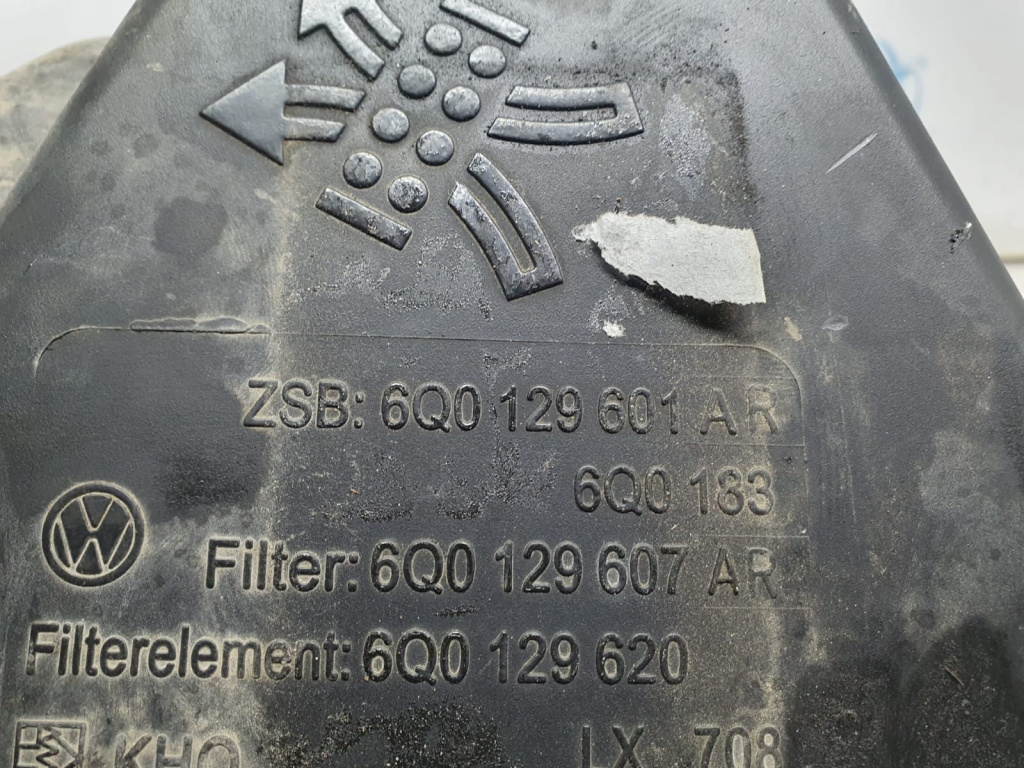 ZSB: 6Q0 129 601 AR
6Q0 183
Filter: 6Q0 129 607 AR
Filterelement: 6Q0 129 620
LX 708